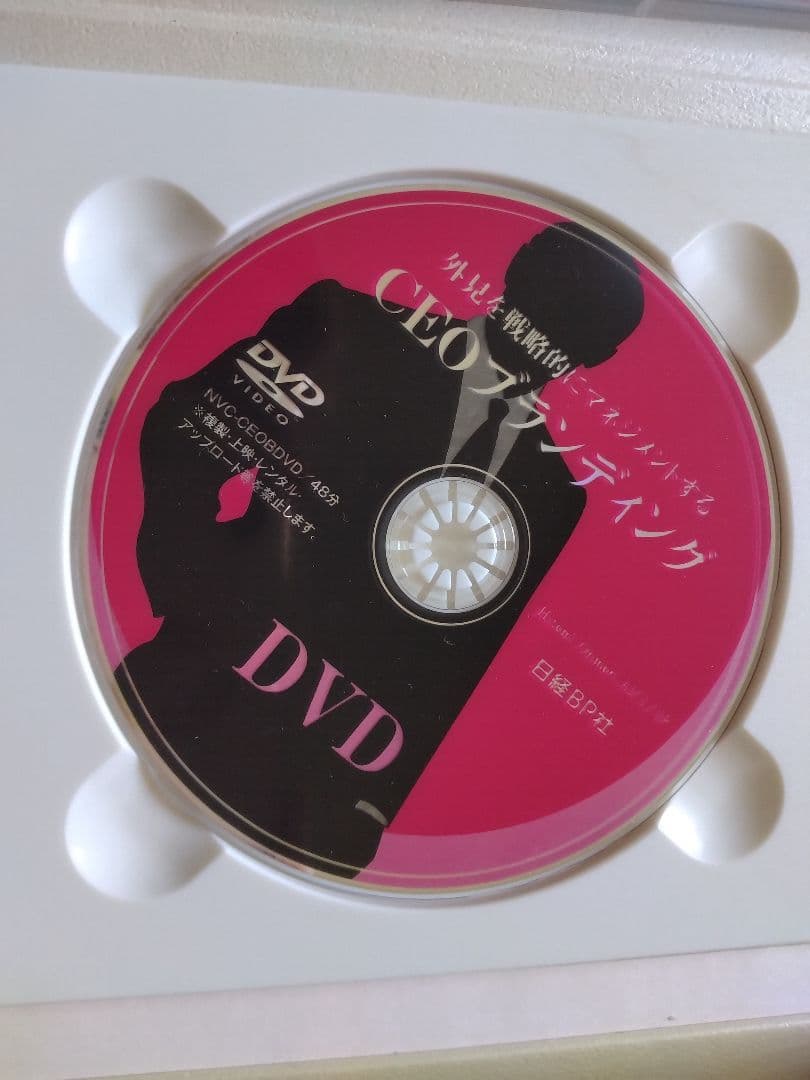 外見を戦略的にマネジメントする
CEOブランディング
DVD
VIDEO
NVC-CEOBDVD／48分
※複製・上映・レンタル・
アップロード等を禁止します。
DVD
日経BP社